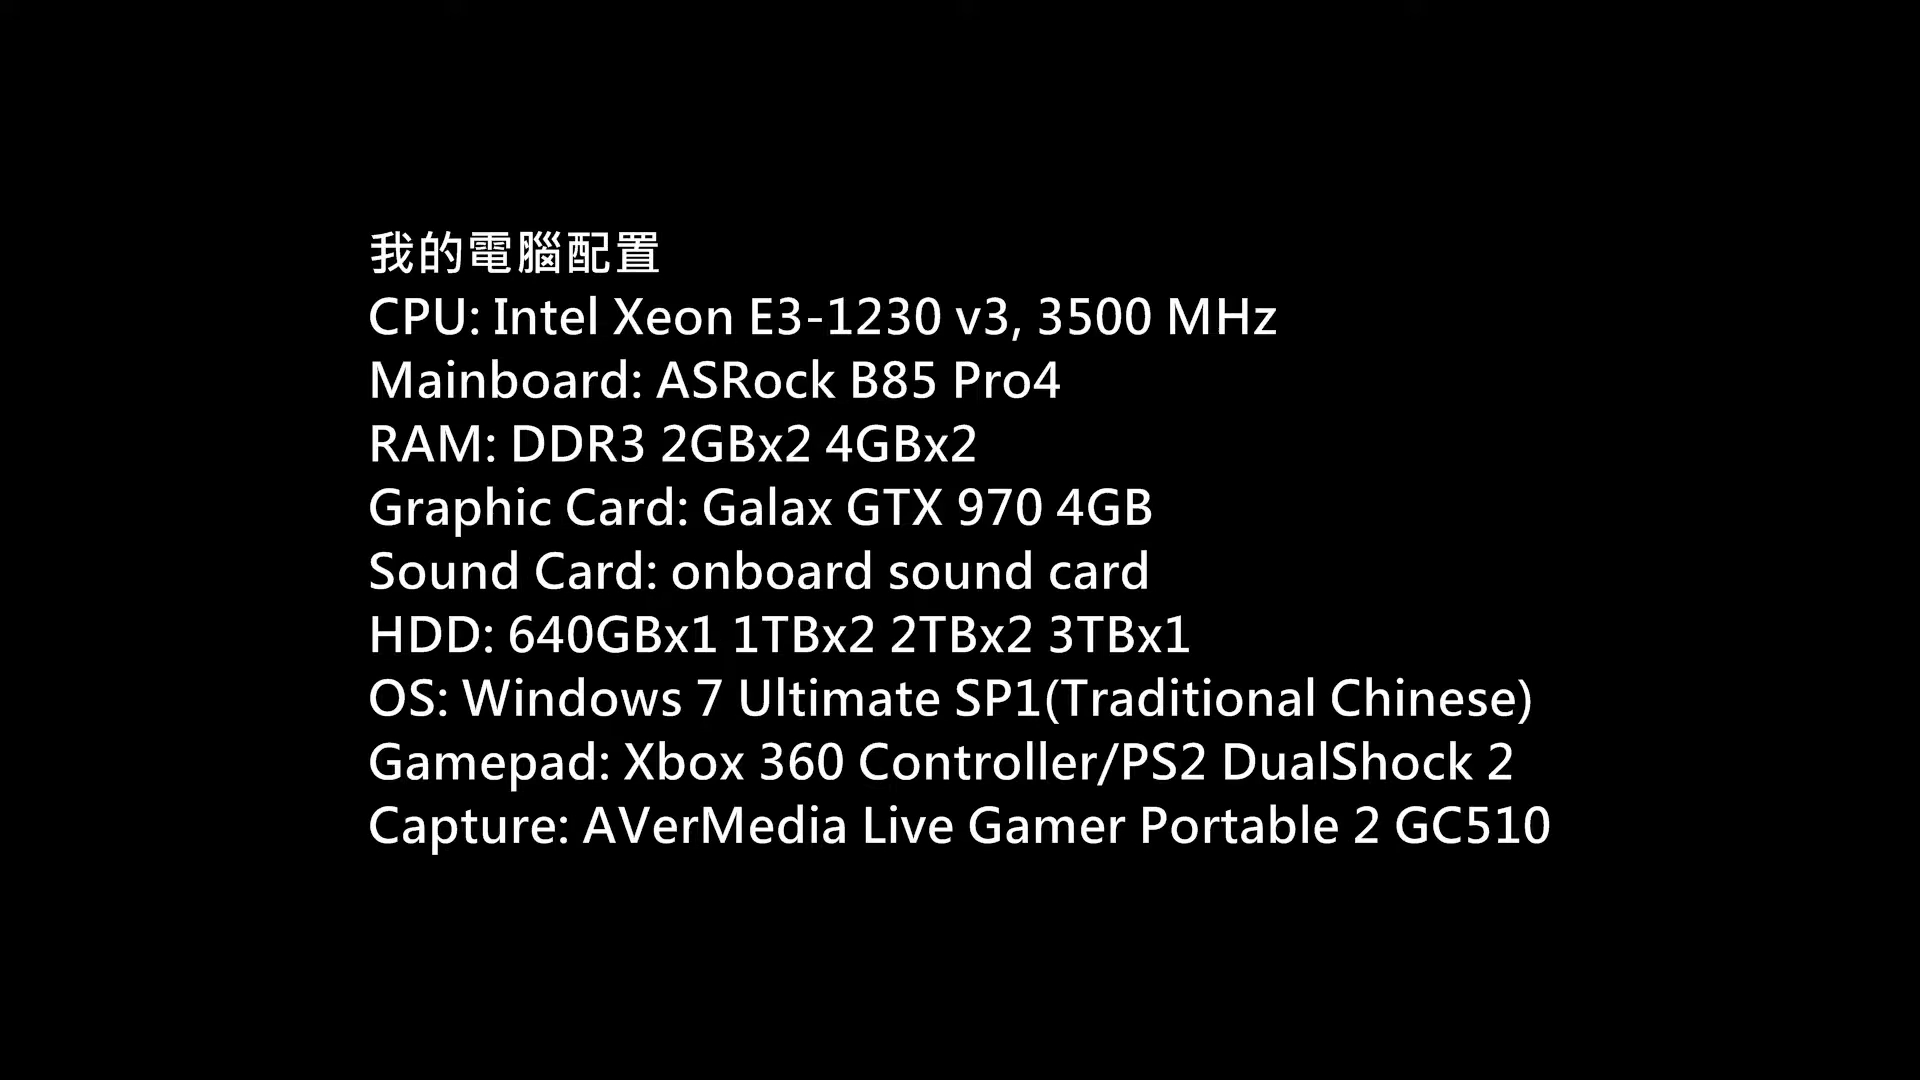 我的電腦配置
CPU: Intel Xeon E3-1230 v3, 3500 MHz
Mainboard: ASRock B85 Pro4
RAM: DDR3 2GBx2 4GBx2
Graphic Card: Galax GTX 970 4GB
Sound Card: onboard sound card
HDD: 640GBx1 1TBx2 2TBx2 3TBx1
OS: Windows 7 Ultimate SP1(Traditional Chinese)
Gamepad: Xbox 360 Controller/PS2 DualShock 2
Capture: AVerMedia Live Gamer Portable 2 GC510